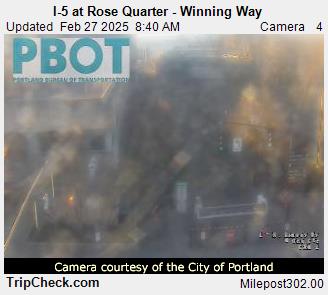 I-5 at Rose Quarter - Winning Way
Updated Feb 27 2025 8:40 AM Camera 4
PBOT
PORTLAND BUREAU OF TRANSPORTATION
Camera courtesy of the City of Portland
TripCheck.com Milepost302.00